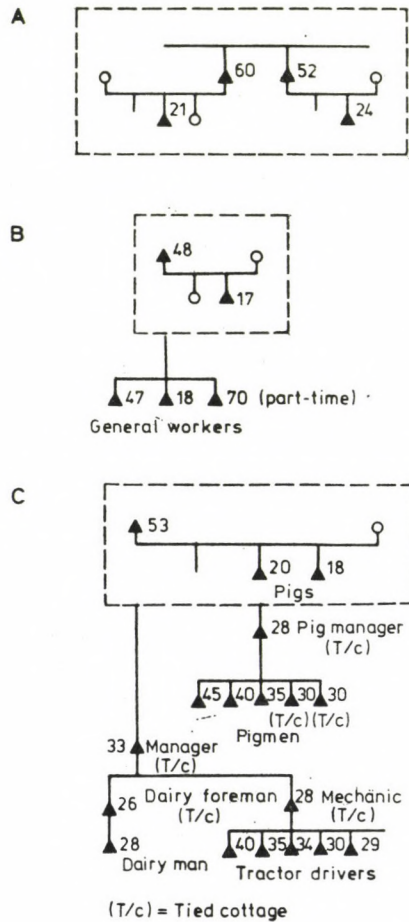 A
60 52
21 24
B
48
17
47 18 70 (part-time)
General workers
C
53
20 18
Pigs
28 Pig manager
(T/c)
45 40 35 30 30
(T/c) (T/c)
Pigmen
33 Manager
(T/c)
26 Dairy foreman 28 Mechanic
(T/c) (T/c)
28 40 35 34 30 29
Dairy man Tractor drivers
(T/c) = Tied cottage